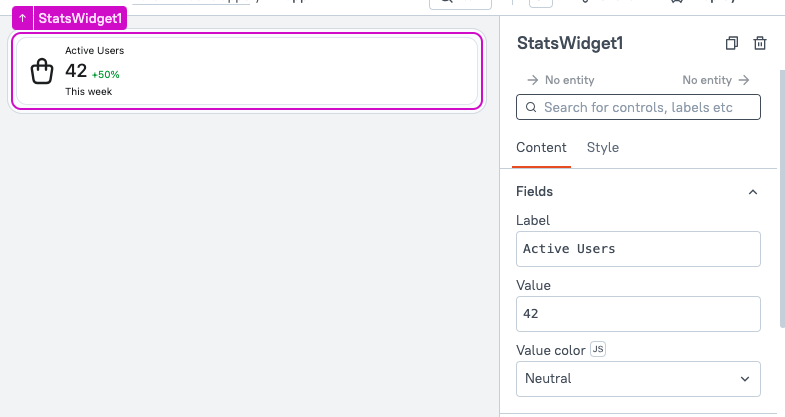 StatsWidget1
Active Users
42 +50%
This week
StatsWidget1
No entity
No entity
Search for controls, labels etc
Content Style
Fields
Label
Active Users
Value
42
Value color JS
Neutral